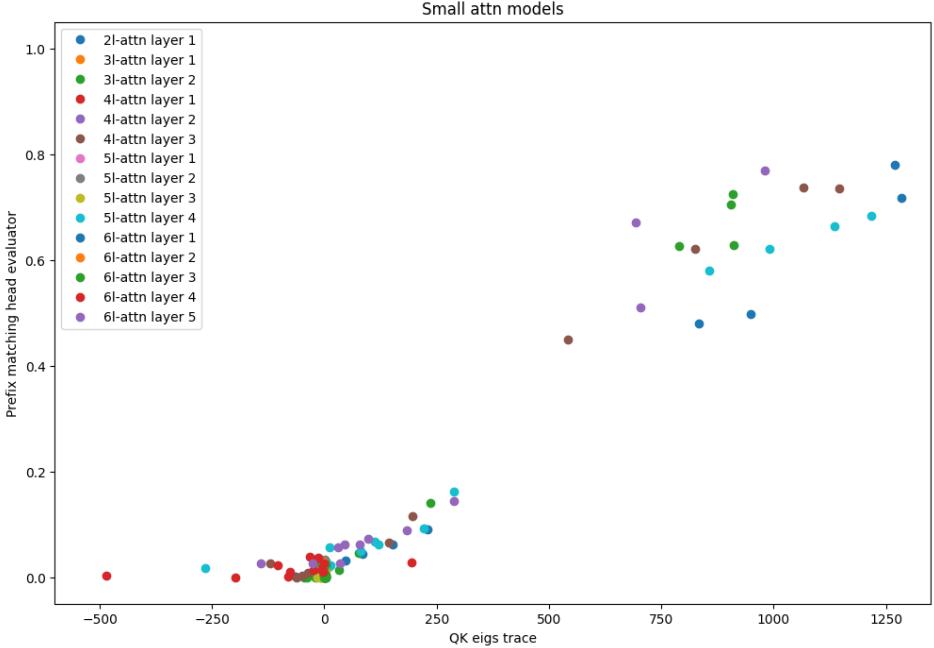 Small attn models
2l-attn layer 1
3l-attn layer 1
3l-attn layer 2
4l-attn layer 1
4l-attn layer 2
4l-attn layer 3
5l-attn layer 1
5l-attn layer 2
5l-attn layer 3
5l-attn layer 4
6l-attn layer 1
6l-attn layer 2
6l-attn layer 3
6l-attn layer 4
6l-attn layer 5
Prefix matching head evaluator
1.0
0.8
0.6
0.4
0.2
0.0
−500 −250 0 250 500 750 1000 1250
QK eigs trace